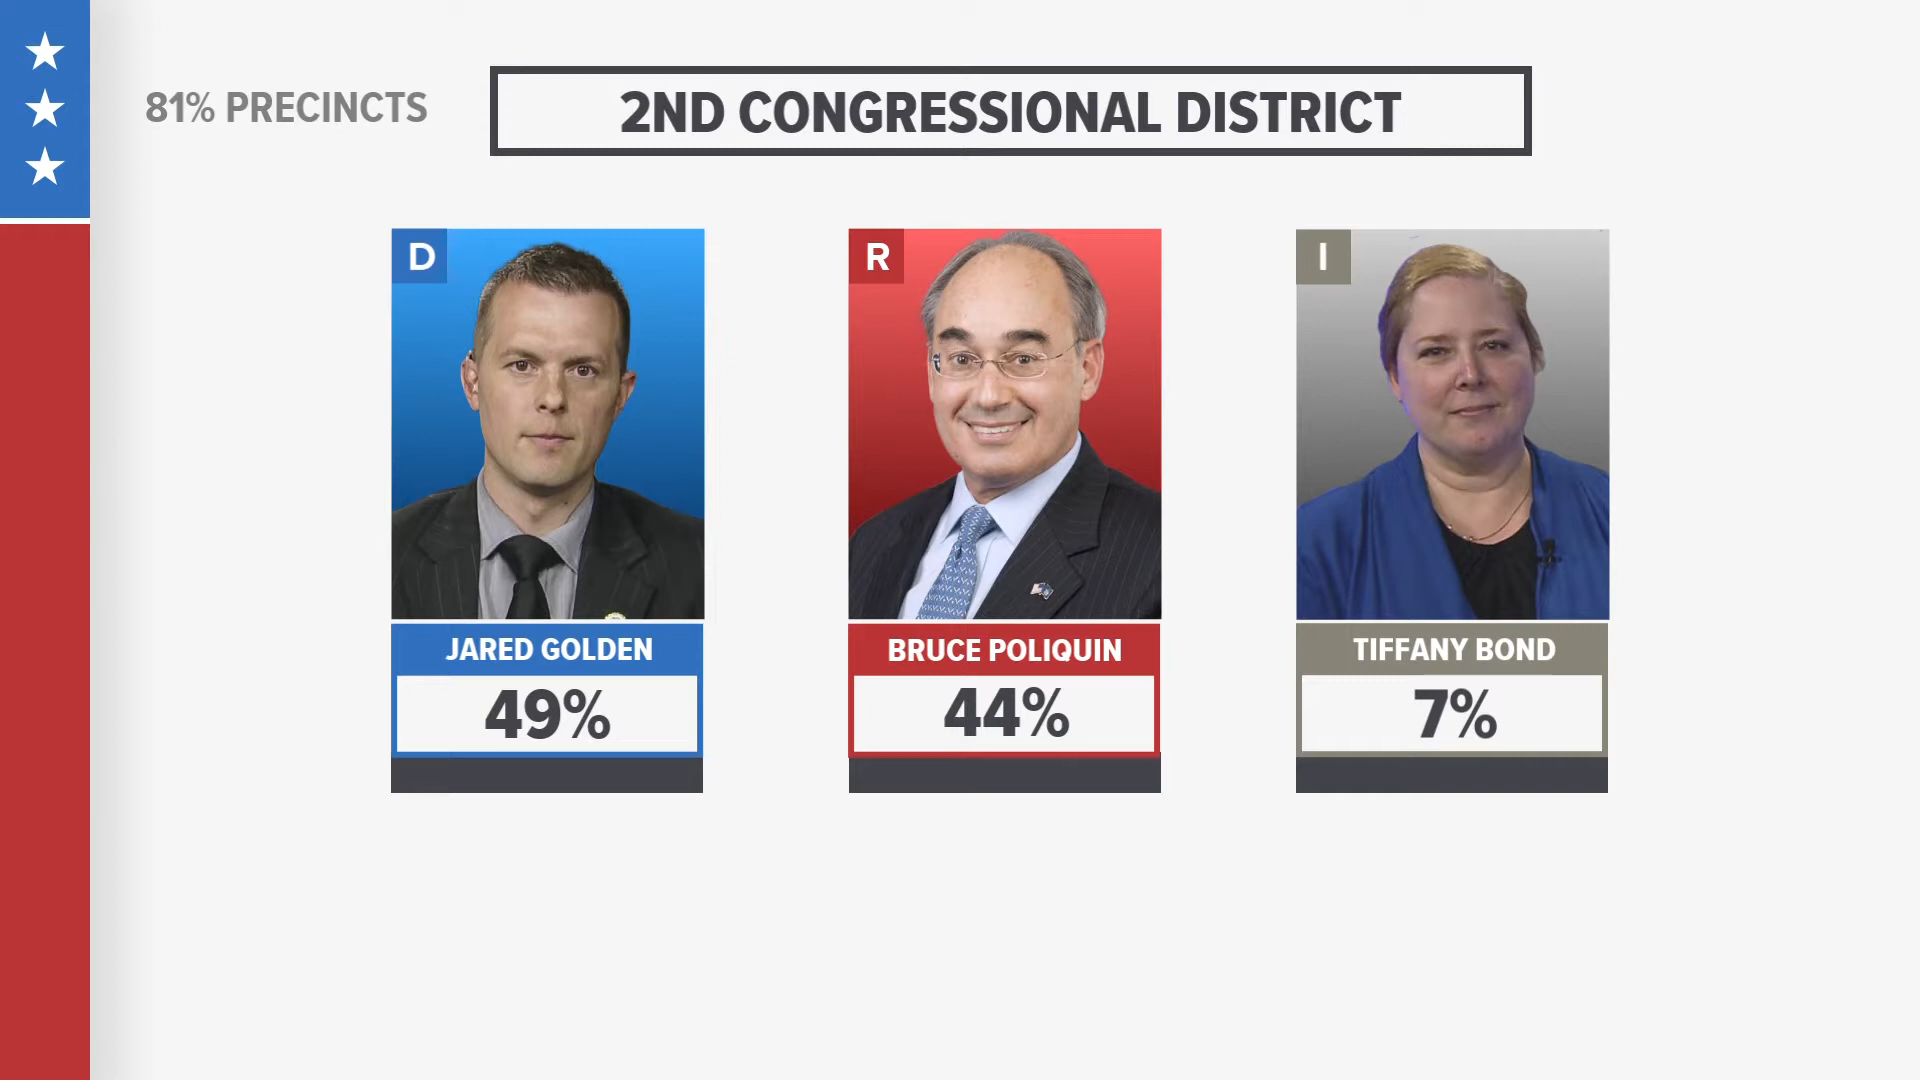 81% PRECINCTS
2ND CONGRESSIONAL DISTRICT
D
R
I
JARED GOLDEN
BRUCE POLIQUIN
TIFFANY BOND
49%
44%
7%